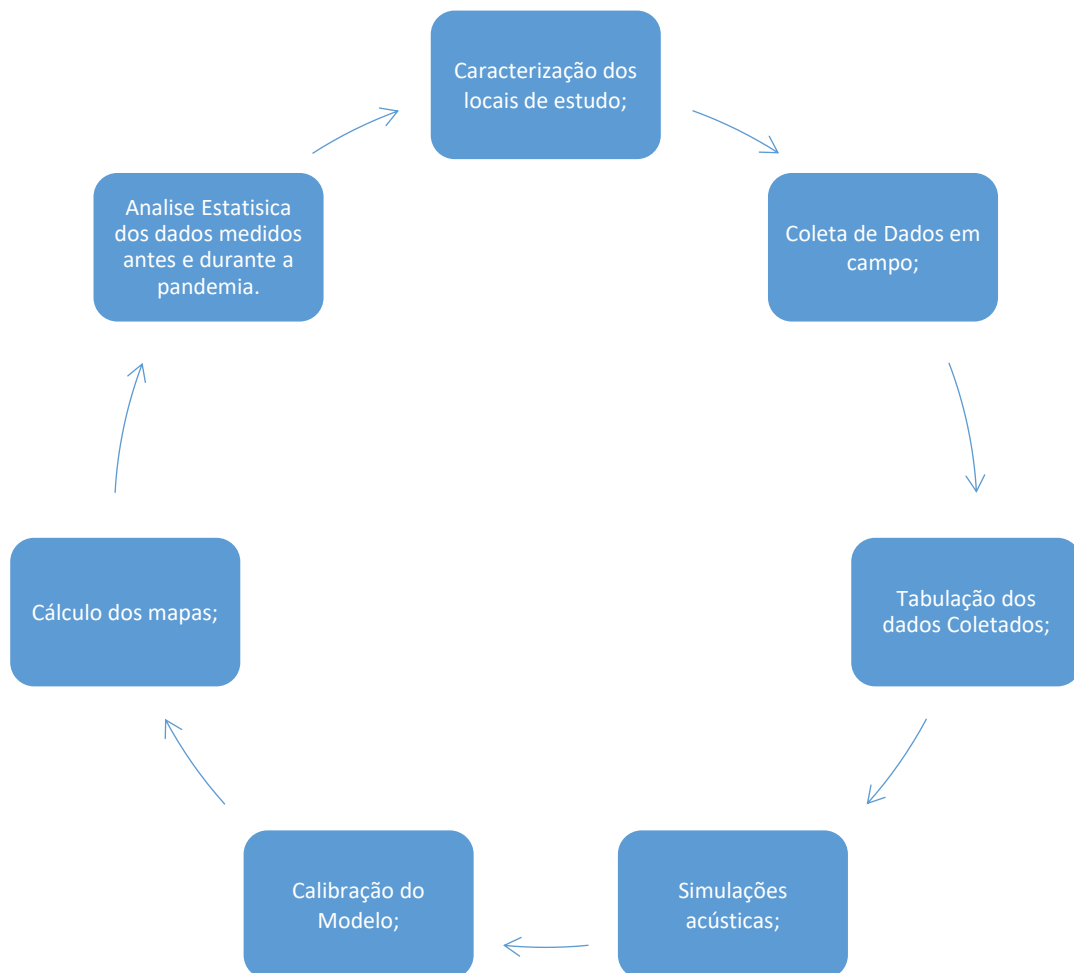 Caracterização dos
locais de estudo;
Coleta de Dados em
campo;
Tabulação dos
dados Coletados;
Simulações
acústicas;
Calibração do
Modelo;
Cálculo dos mapas;
Analise Estatisica
dos dados medidos
antes e durante a
pandemia.